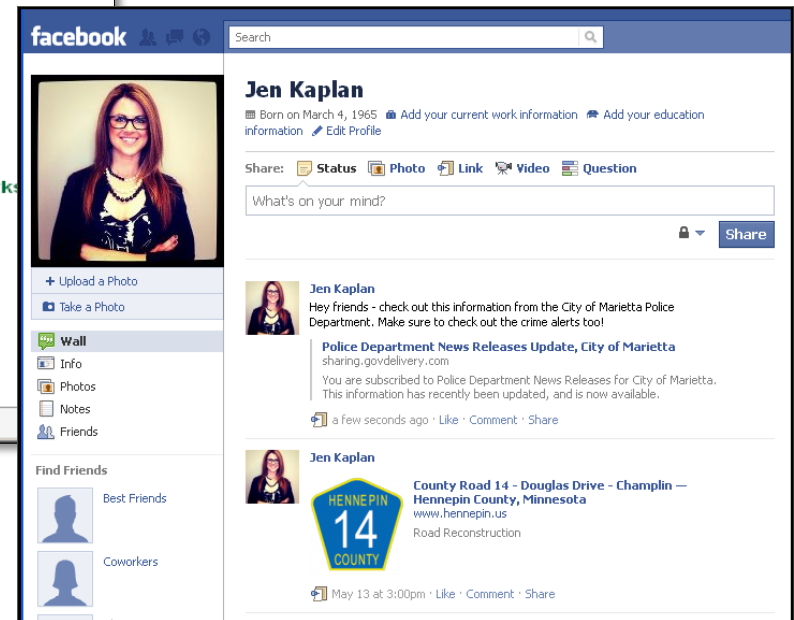 facebook
Search
Jen Kaplan
Born on March 4, 1965 Add your current work information Add your education
information Edit Profile
Share: Status Photo Link Video Question
What's on your mind?
Share
+ Upload a Photo
Take a Photo
Wall
Info
Photos
Notes
Friends
Find Friends
Best Friends
Coworkers
Jen Kaplan
Hey friends - check out this information from the City of Marietta Police
Department. Make sure to check out the crime alerts too!
Police Department News Releases Update, City of Marietta
sharing.govdelivery.com
You are subscribed to Police Department News Releases for City of Marietta.
This information has recently been updated, and is now available.
a few seconds ago · Like · Comment · Share
Jen Kaplan
HENNEPIN
14
COUNTY
County Road 14 - Douglas Drive - Champlin —
Hennepin County, Minnesota
www.hennepin.us
Road Reconstruction
May 13 at 3:00pm · Like · Comment · Share